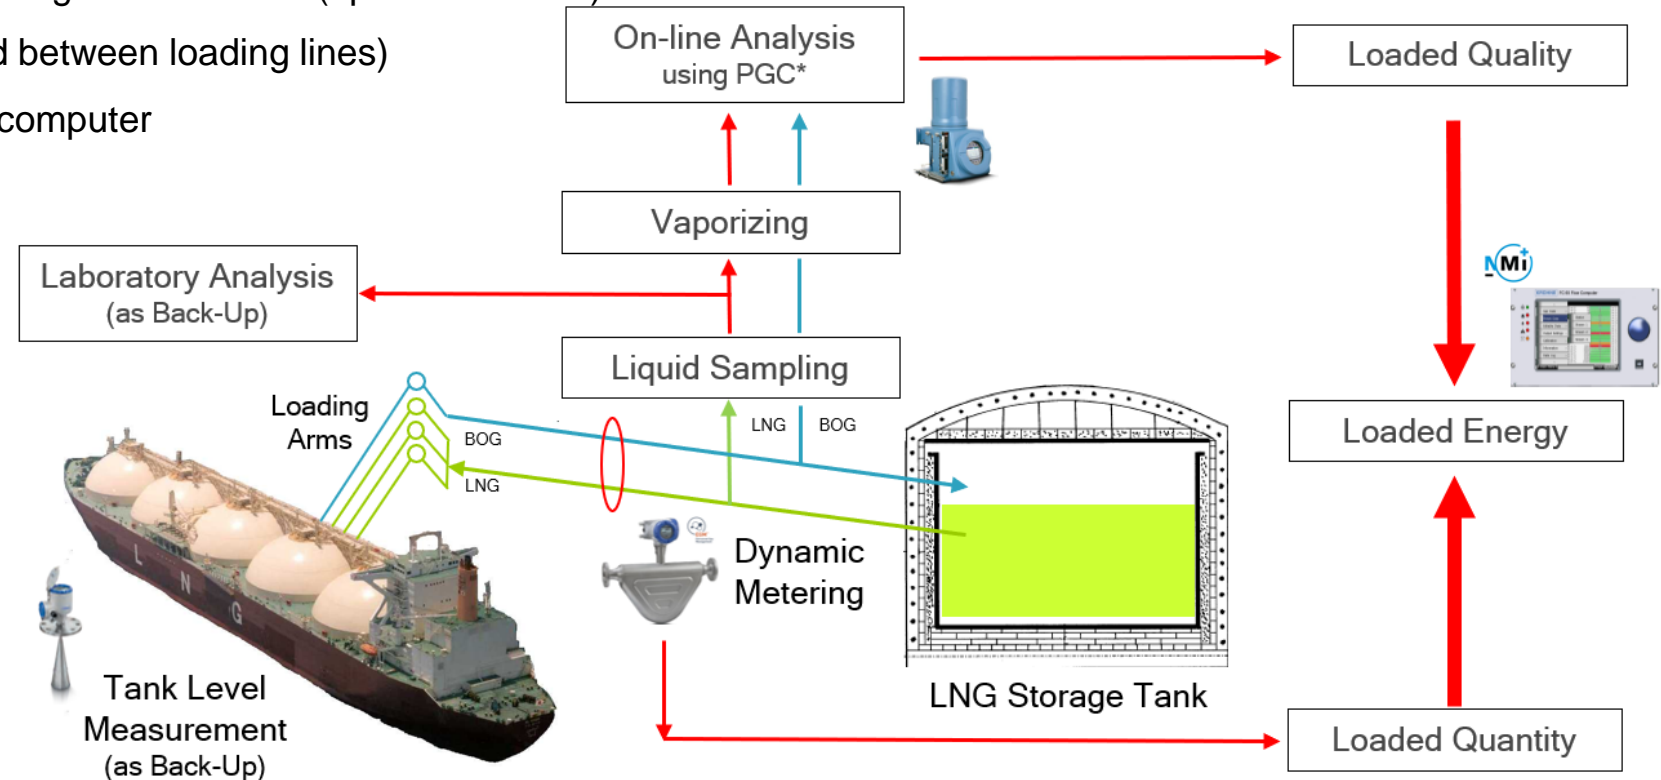 d between loading lines)
computer
On-line Analysis
using PGC*
Loaded Quality
Vaporizing
Laboratory Analysis
(as Back-Up)
NMi
Liquid Sampling
Loading
Arms
BOG
LNG
LNG
BOG
Loaded Energy
L N G
Dynamic
Metering
Tank Level
Measurement
(as Back-Up)
LNG Storage Tank
Loaded Quantity